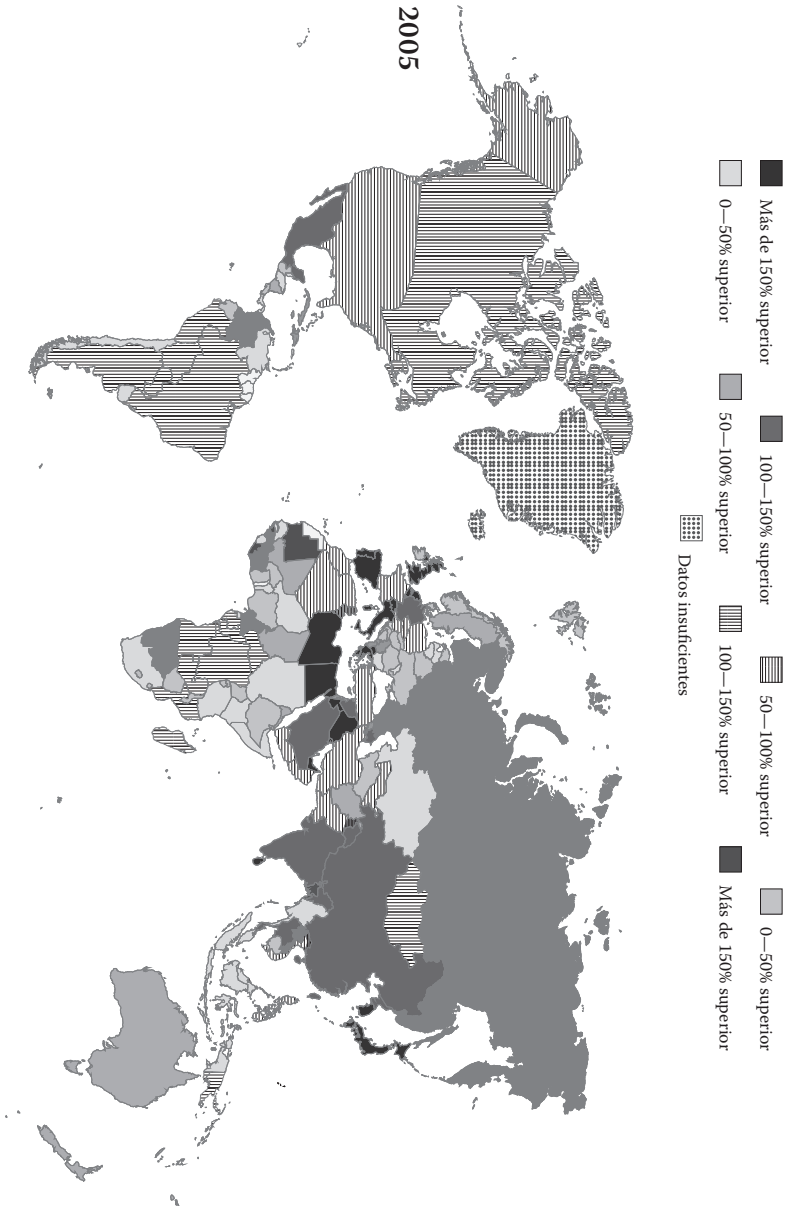 Más de 150% superior 100—150% superior 50—100% superior 0—50% superior
0—50% superior 50—100% superior 100—150% superior Más de 150% superior
Datos insuficientes
2005